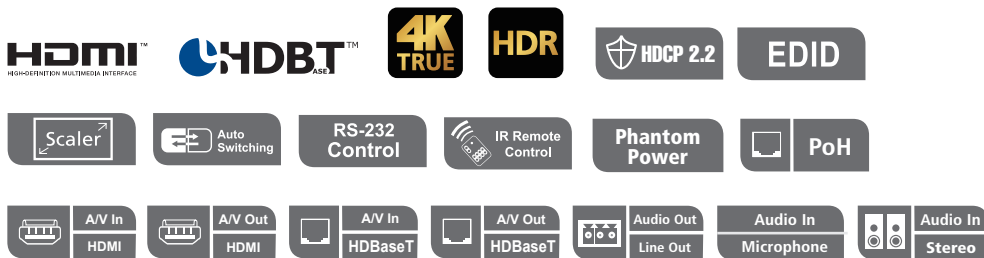 HDMI™
HIGH-DEFINITION MULTIMEDIA INTERFACE
HDBT™
ASE
4K
TRUE
HDR
HDCP 2.2
EDID
Scaler
Auto
Switching
RS-232
Control
IR Remote
Control
Phantom
Power
PoH
A/V In
HDMI
A/V Out
HDMI
A/V In
HDBaseT
A/V Out
HDBaseT
Audio Out
Line Out
Audio In
Microphone
Audio In
Stereo